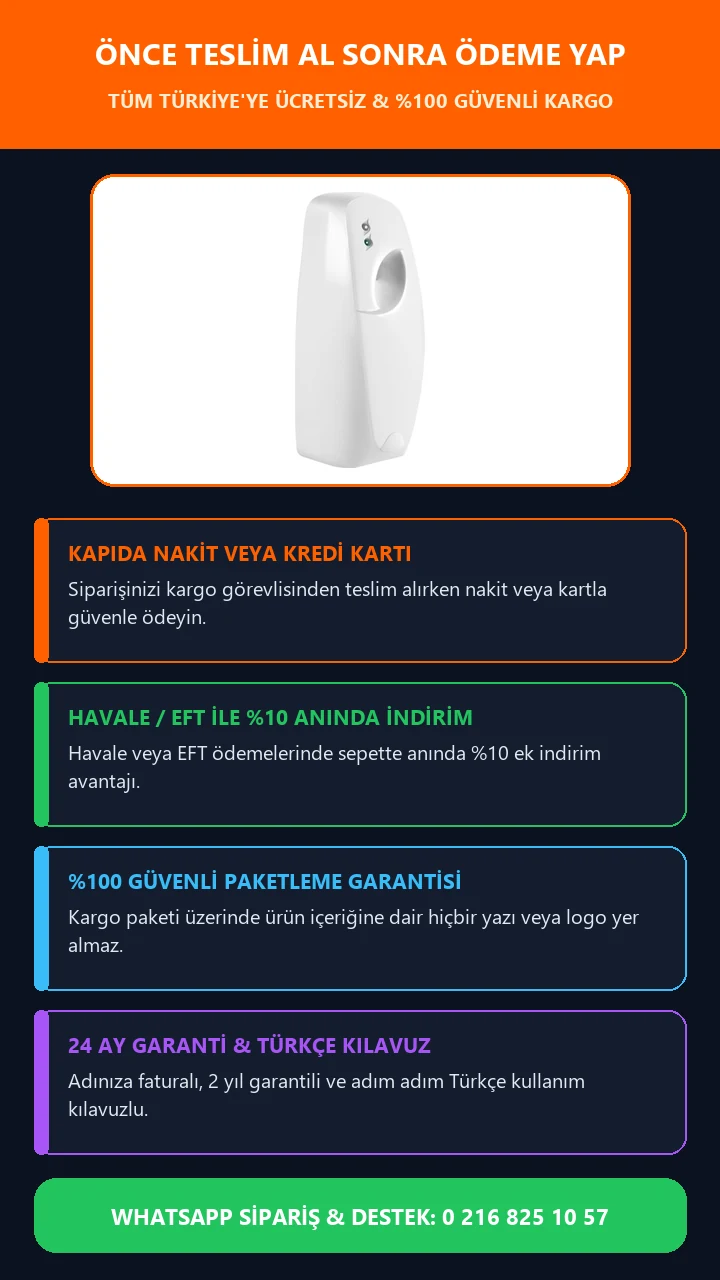 ÖNCE TESLİM AL SONRA ÖDEME YAP
TÜM TÜRKİYE'YE ÜCRETSİZ & %100 GÜVENLİ KARGO
KAPIDA NAKİT VEYA KREDİ KARTI
Siparişinizi kargo görevlisinden teslim alırken nakit veya kartla
güvenle ödeyin.
HAVALE / EFT İLE %10 ANINDA İNDİRİM
Havale veya EFT ödemelerinde sepette anında %10 ek indirim
avantajı.
%100 GÜVENLİ PAKETLEME GARANTİSİ
Kargo paketi üzerinde ürün içeriğine dair hiçbir yazı veya logo yer
almaz.
24 AY GARANTİ & TÜRKÇE KILAVUZ
Adınıza faturalı, 2 yıl garantili ve adım adım Türkçe kullanım
kılavuzlu.
WHATSAPP SİPARİŞ & DESTEK: 0 216 825 10 57